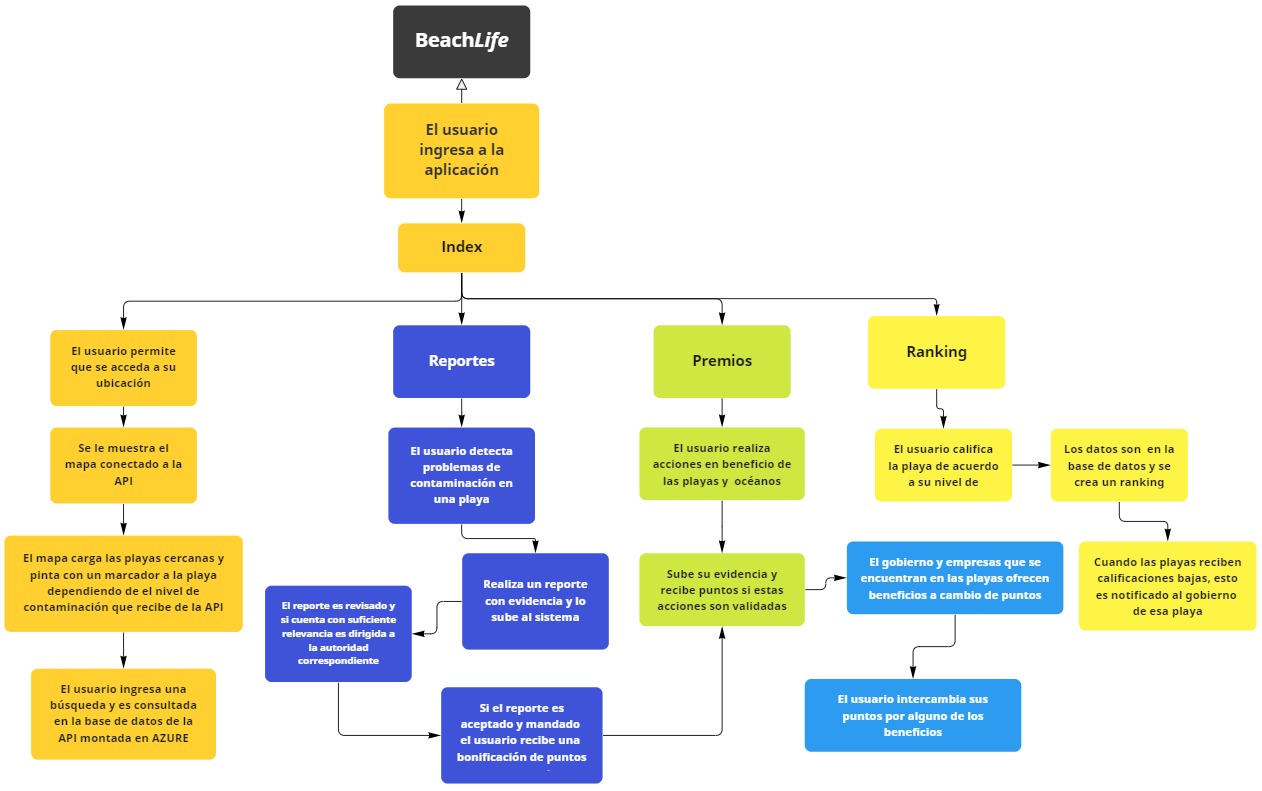 BeachLife
El usuario
ingresa a la
aplicación
Index
El usuario permite
que se acceda a su
ubicación
Se le muestra el
mapa conectado a la
API
El mapa carga las playas cercanas y
pinta con un marcador a la playa
dependiendo de el nivel de
contaminación que recibe de la API
El usuario ingresa una
búsqueda y es consultada
en la base de datos de la
API montada en AZURE
Reportes
El usuario detecta
problemas de
contaminación en
una playa
Realiza un reporte
con evidencia y lo
sube al sistema
El reporte es revisado y
si cuenta con suficiente
relevancia es dirigida a
la autoridad
correspondiente
Si el reporte es
aceptado y mandado
el usuario recibe una
bonificación de puntos
Premios
El usuario realiza
acciones en beneficio de
las playas y océanos
Sube su evidencia y
recibe puntos si estas
acciones son validadas
El gobierno y empresas que se
encuentran en las playas ofrecen
beneficios a cambio de puntos
El usuario intercambia sus
puntos por alguno de los
beneficios
Ranking
El usuario califica
la playa de acuerdo
a su nivel de
Los datos son en la
base de datos y se
crea un ranking
Cuando las playas reciben
calificaciones bajas, esto
es notificado al gobierno
de esa playa